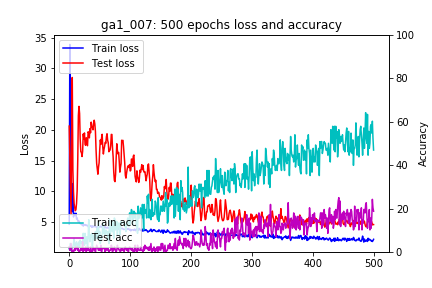 ga1_007: 500 epochs loss and accuracy
Train loss
Test loss
Train acc
Test acc
Loss
Accuracy
35
30
25
20
15
10
5
100
80
60
40
20
0
0
100
200
300
400
500